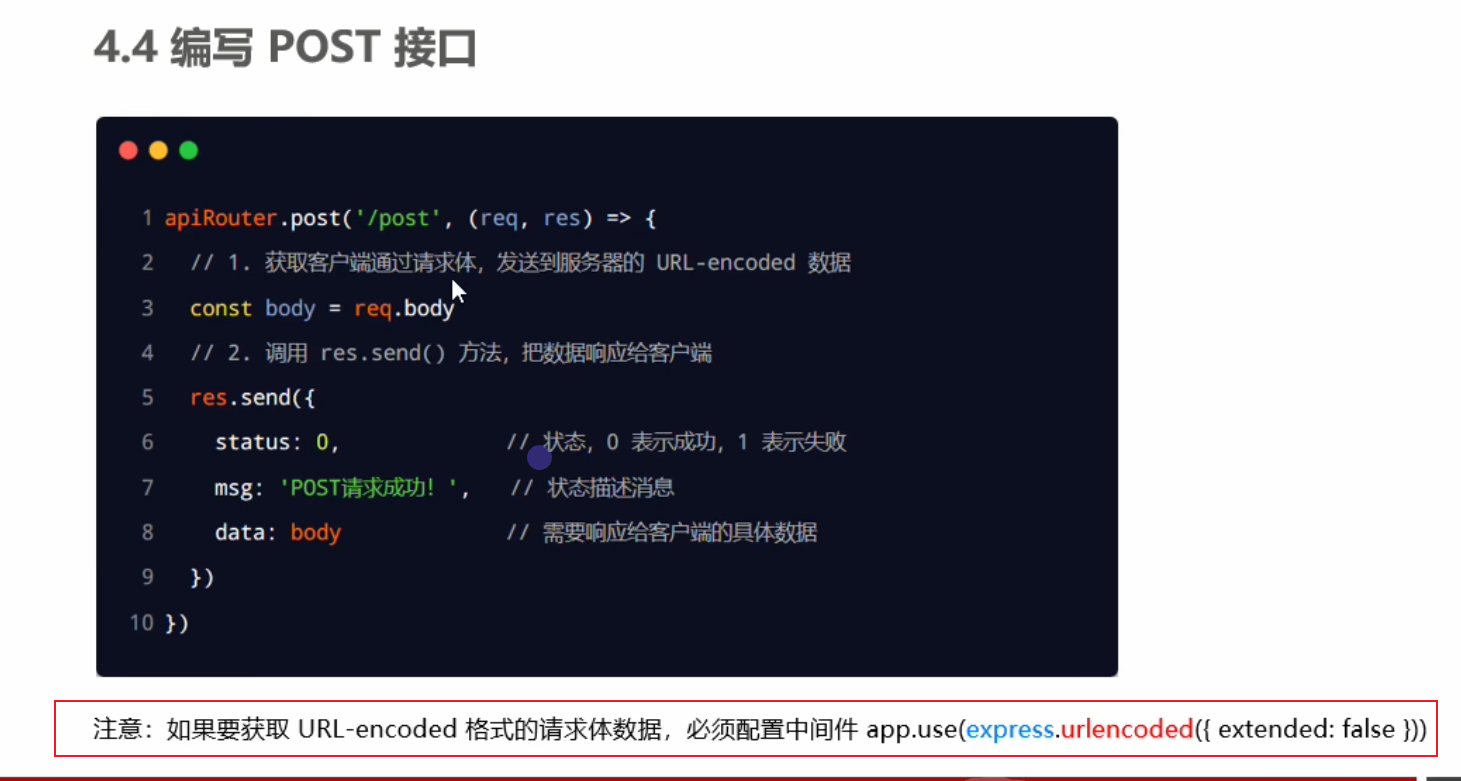 4.4 编写 POST 接口
1 apiRouter.post('/post', (req, res) => {
2 // 1. 获取客户端通过请求体，发送到服务器的 URL-encoded 数据
3 const body = req.body
4 // 2. 调用 res.send() 方法，把数据响应给客户端
5 res.send({
6 status: 0, // 状态，0 表示成功，1 表示失败
7 msg: 'POST请求成功！', // 状态描述消息
8 data: body // 需要响应给客户端的具体数据
9 })
10 })
注意：如果要获取 URL-encoded 格式的请求体数据，必须配置中间件 app.use(express.urlencoded({ extended: false }))